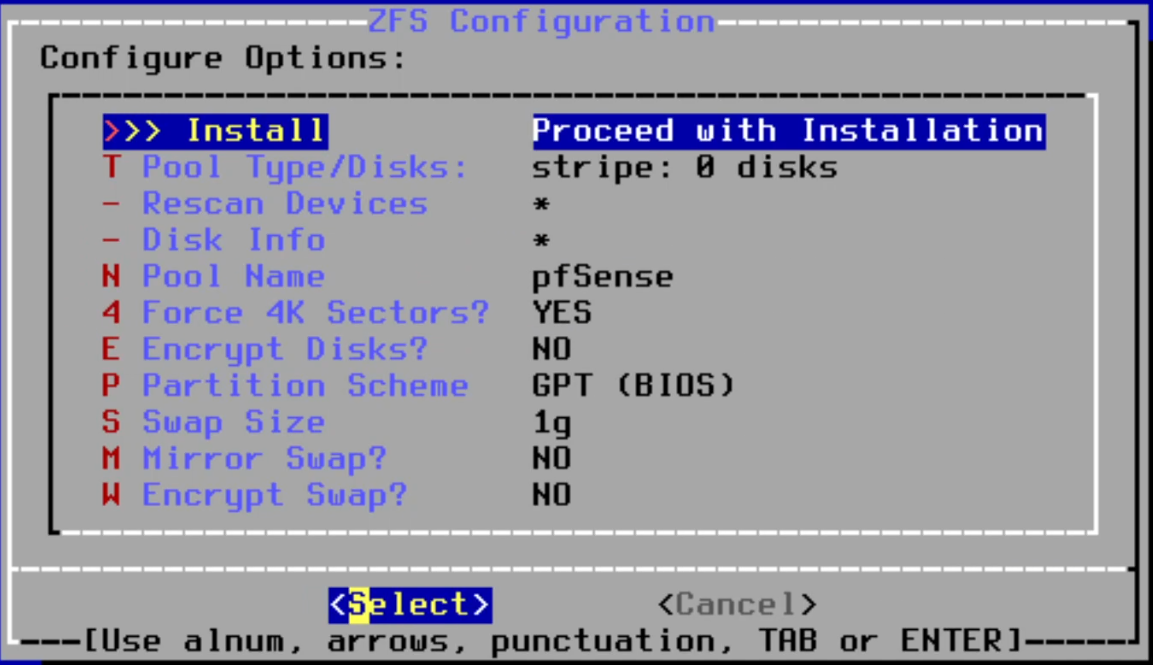 ZFS Configuration
Configure Options:
>>> Install Proceed with Installation
T Pool Type/Disks: stripe: 0 disks
- Rescan Devices *
- Disk Info *
N Pool Name pfSense
4 Force 4K Sectors? YES
E Encrypt Disks? NO
P Partition Scheme GPT (BIOS)
S Swap Size 1g
M Mirror Swap? NO
W Encrypt Swap? NO
<Select> <Cancel>
---[Use alnum, arrows, punctuation, TAB or ENTER]---